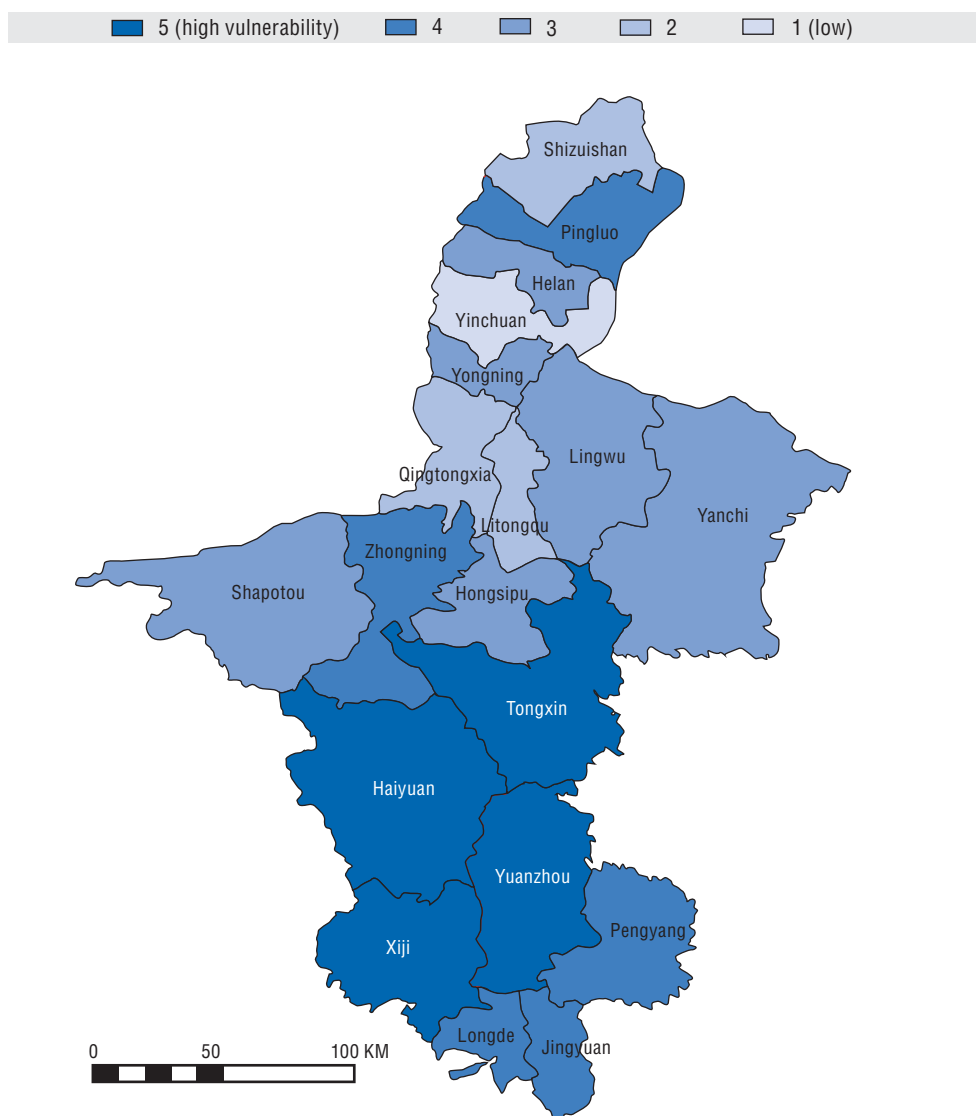 5 (high vulnerability) 4 3 2 1 (low)
Shizuishan
Pingluo
Helan
Yinchuan
Yongning
Lingwu
Qingtongxia
Yanchi
Litongqu
Zhongning
Shapotou
Hongsipu
Tongxin
Haiyuan
Yuanzhou
Pengyang
Xiji
Longde
Jingyuan
0 50 100 KM